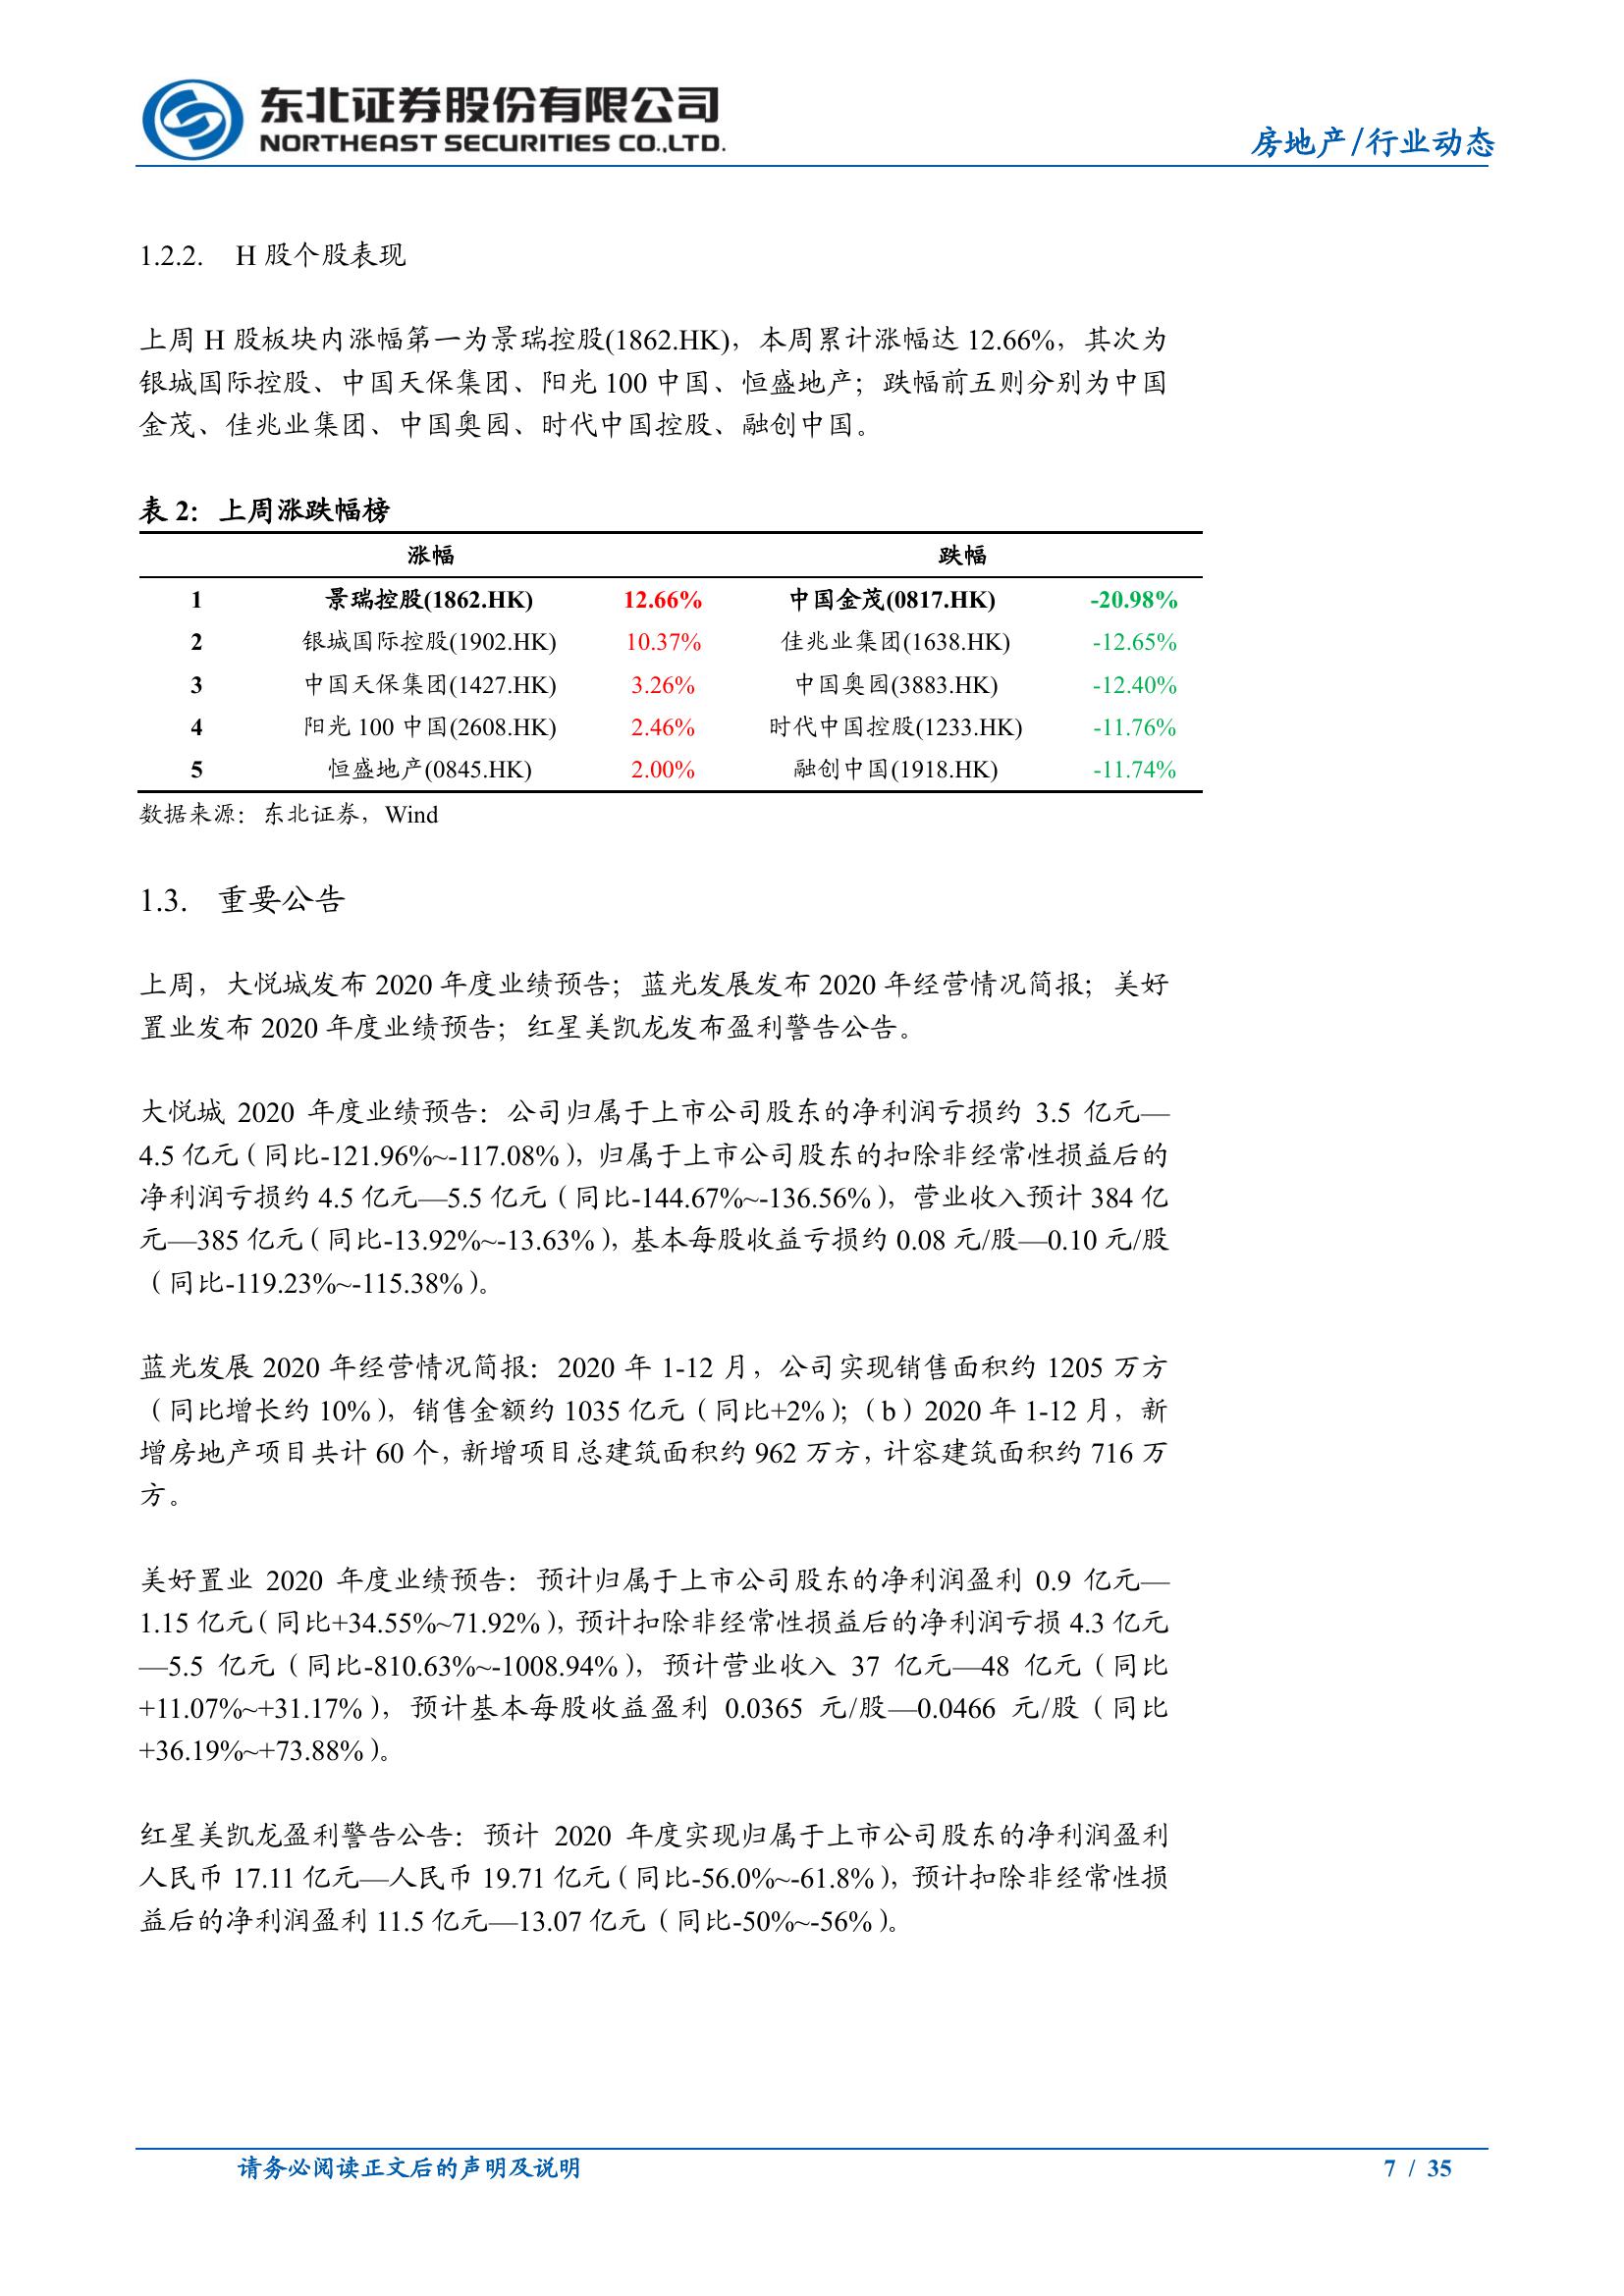 东北证券股份有限公司
NORTHEAST SECURITIES CO.,LTD.
房地产/行业动态
1.2.2. H 股个股表现
上周 H 股板块内涨幅第一为景瑞控股(1862.HK)，本周累计涨幅达 12.66%，其次为
银城国际控股、中国天保集团、阳光 100 中国、恒盛地产；跌幅前五则分别为中国
金茂、佳兆业集团、中国奥园、时代中国控股、融创中国。
表 2：上周涨跌幅榜
涨幅 跌幅
1 景瑞控股(1862.HK) 12.66% 中国金茂(0817.HK) -20.98%
2 银城国际控股(1902.HK) 10.37% 佳兆业集团(1638.HK) -12.65%
3 中国天保集团(1427.HK) 3.26% 中国奥园(3883.HK) -12.40%
4 阳光 100 中国(2608.HK) 2.46% 时代中国控股(1233.HK) -11.76%
5 恒盛地产(0845.HK) 2.00% 融创中国(1918.HK) -11.74%
数据来源：东北证券，Wind
1.3. 重要公告
上周，大悦城发布 2020 年度业绩预告；蓝光发展发布 2020 年经营情况简报；美好
置业发布 2020 年度业绩预告；红星美凯龙发布盈利警告公告。
大悦城 2020 年度业绩预告：公司归属于上市公司股东的净利润亏损约 3.5 亿元—
4.5 亿元（同比-121.96%~-117.08%），归属于上市公司股东的扣除非经常性损益后的
净利润亏损约 4.5 亿元—5.5 亿元（同比-144.67%~-136.56%），营业收入预计 384 亿
元—385 亿元（同比-13.92%~-13.63%），基本每股收益亏损约 0.08 元/股—0.10 元/股
（同比-119.23%~-115.38%）。
蓝光发展 2020 年经营情况简报：2020 年 1-12 月，公司实现销售面积约 1205 万方
（同比增长约 10%），销售金额约 1035 亿元（同比+2%）；（b）2020 年 1-12 月，新
增房地产项目共计 60 个，新增项目总建筑面积约 962 万方，计容建筑面积约 716 万
方。
美好置业 2020 年度业绩预告：预计归属于上市公司股东的净利润盈利 0.9 亿元—
1.15 亿元（同比+34.55%~71.92%），预计扣除非经常性损益后的净利润亏损 4.3 亿元
—5.5 亿元（同比-810.63%~-1008.94%），预计营业收入 37 亿元—48 亿元（同比
+11.07%~+31.17%），预计基本每股收益盈利 0.0365 元/股—0.0466 元/股（同比
+36.19%~+73.88%）。
红星美凯龙盈利警告公告：预计 2020 年度实现归属于上市公司股东的净利润盈利
人民币 17.11 亿元—人民币 19.71 亿元（同比-56.0%~-61.8%），预计扣除非经常性损
益后的净利润盈利 11.5 亿元—13.07 亿元（同比-50%~-56%）。
请务必阅读正文后的声明及说明
7 / 35